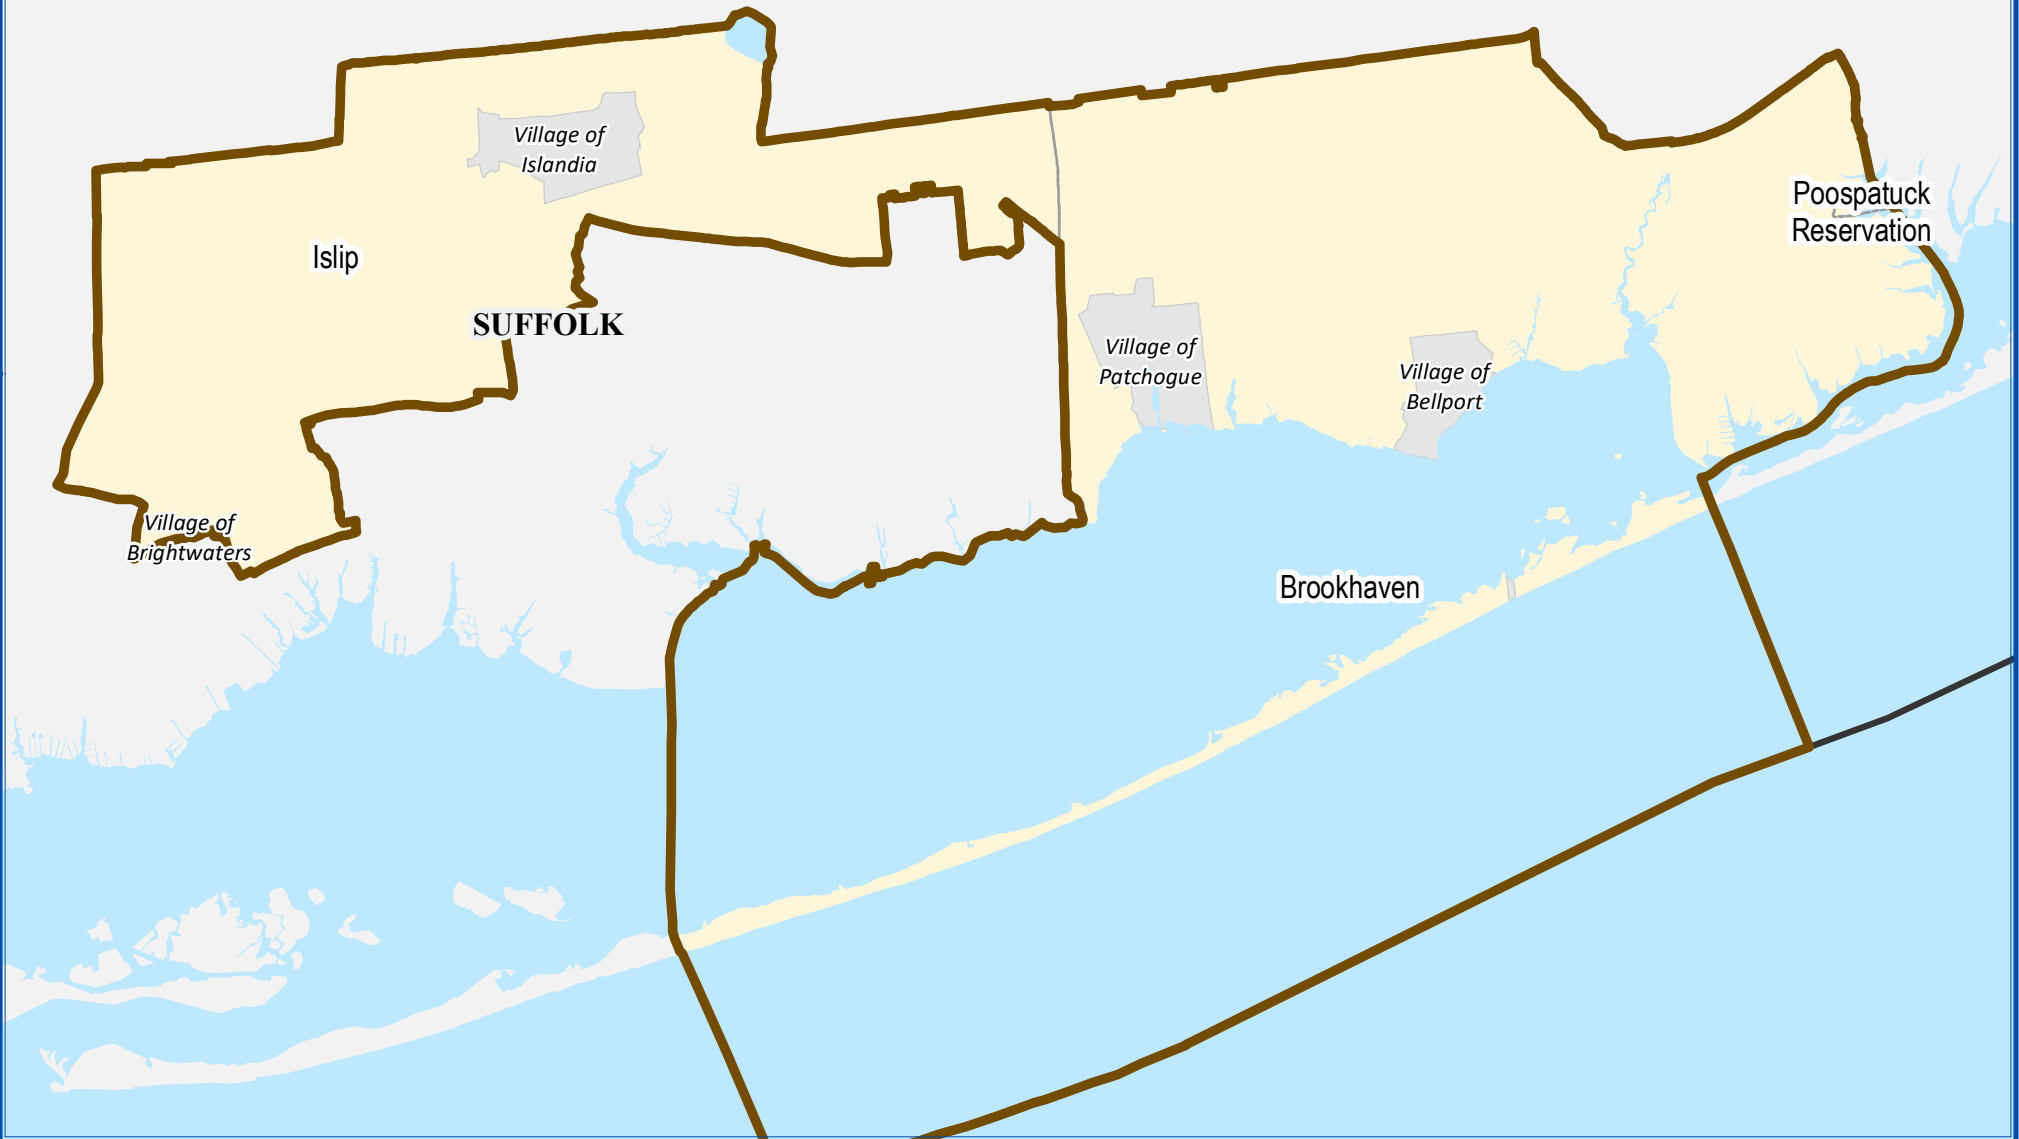 Village of
Islandia
Poospatuck
Reservation
Islip
SUFFOLK
Village of
Patchogue
Village of
Bellport
Village of
Brightwaters
Brookhaven